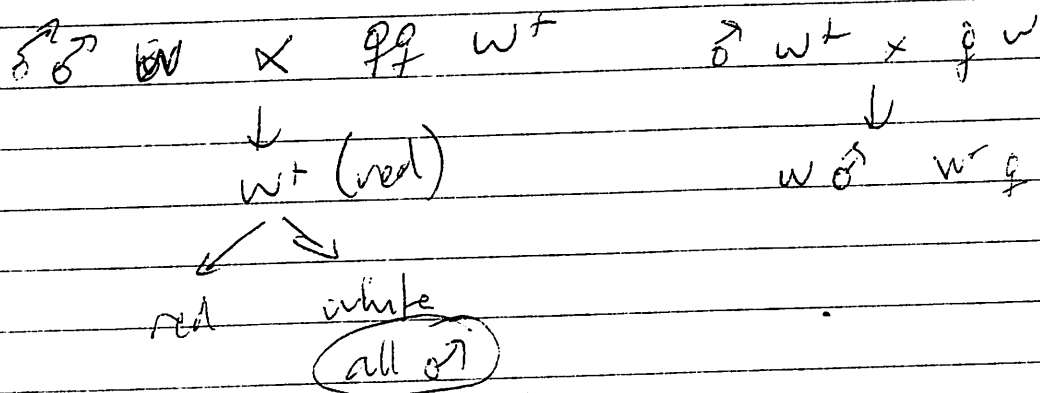 ♂♂ w × ♀♀ w⁺ ♂ w⁺ × ♀ w
↓ ↓
w⁺ (red) w ♂ w⁺ ♀
↙ ↘
red white
all ♂